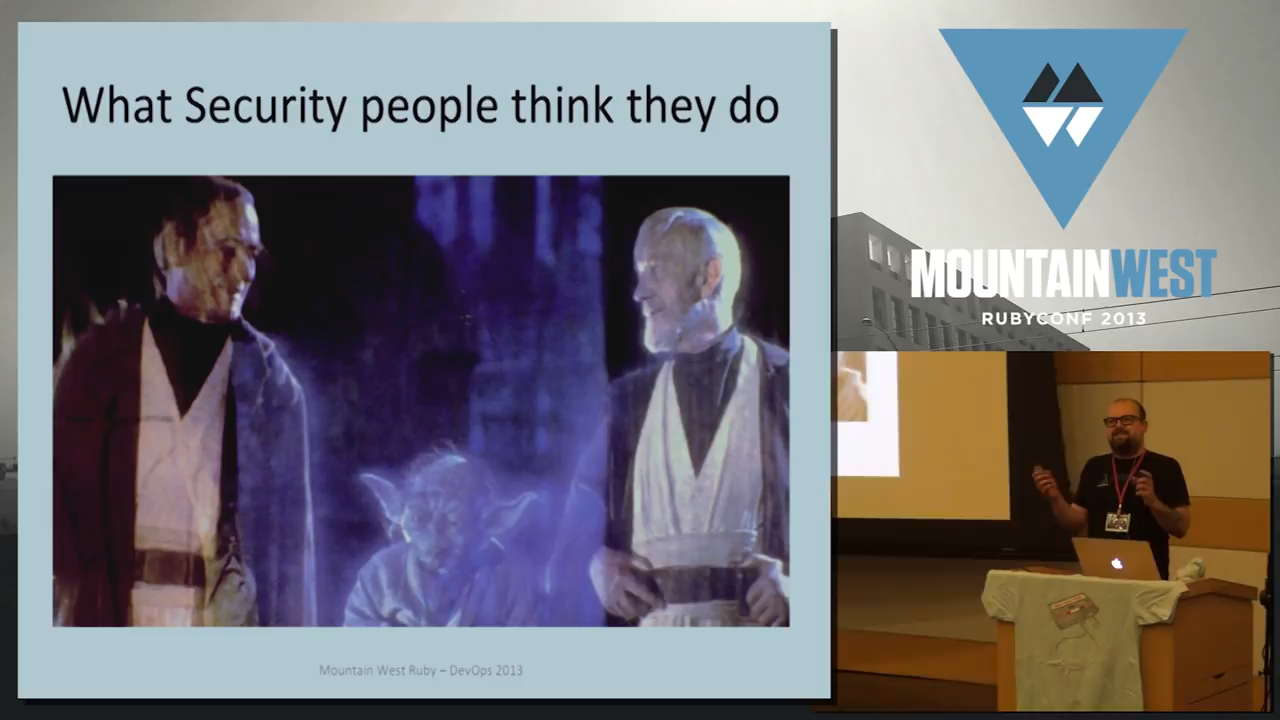 What Security people think they do
Mountain West Ruby – DevOps 2013
MOUNTAINWEST
RUBYCONF 2013